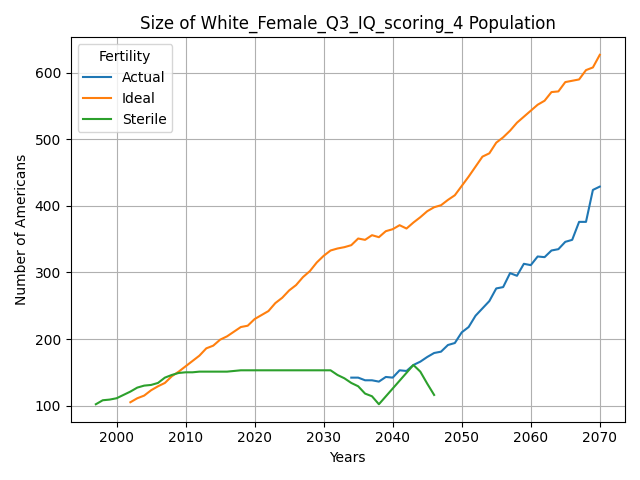 Size of White_Female_Q3_IQ_scoring_4 Population
Fertility
Actual
Ideal
Sterile
Number of Americans
600
500
400
300
200
100
2000 2010 2020 2030 2040 2050 2060 2070
Years